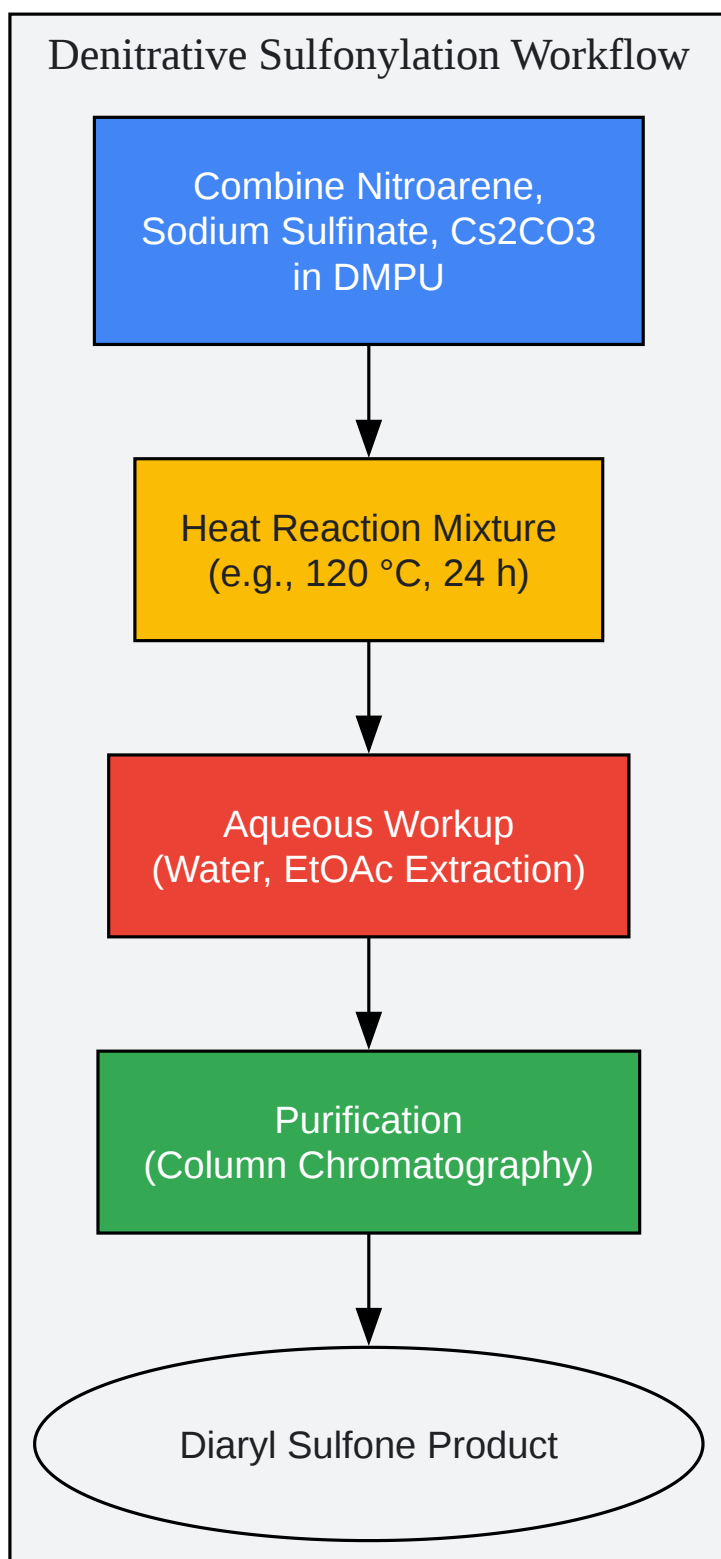 Denitrative Sulfonylation Workflow
Combine Nitroarene,
Sodium Sulfinate, Cs2CO3
in DMPU
Heat Reaction Mixture
(e.g., 120 °C, 24 h)
Aqueous Workup
(Water, EtOAc Extraction)
Purification
(Column Chromatography)
Diaryl Sulfone Product